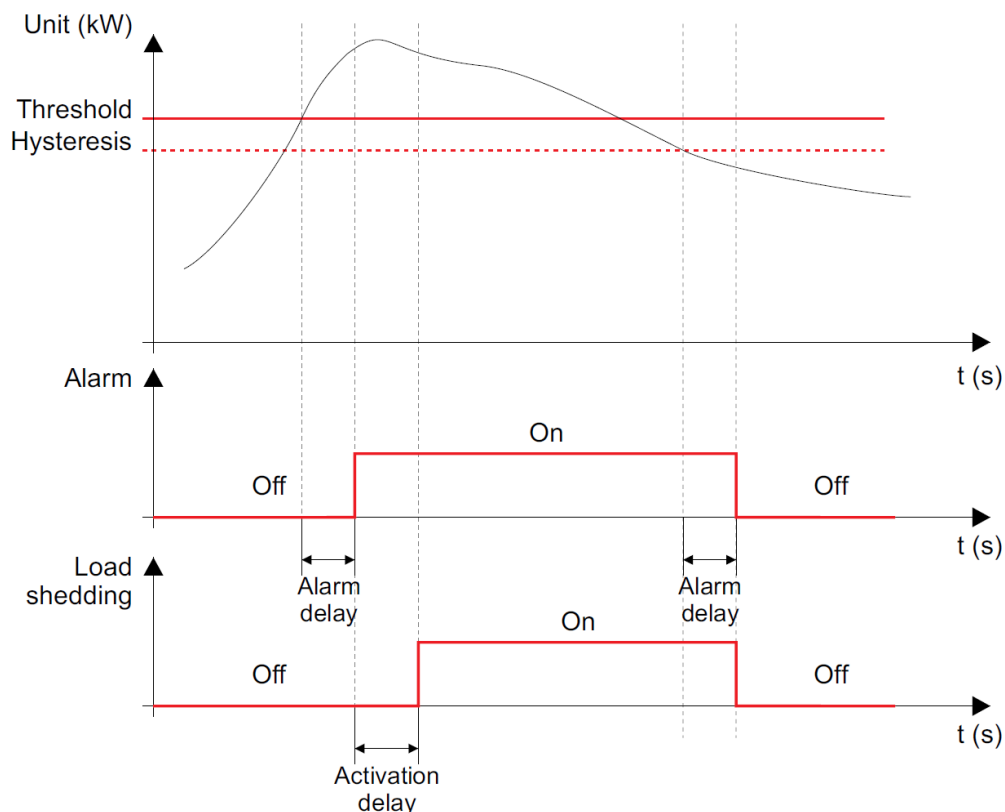 Unit (kW)
Threshold
Hysteresis
t (s)
Alarm
On
Off
Off
t (s)
Alarm
delay
Alarm
delay
Load
shedding
On
Off
Off
t (s)
Activation
delay